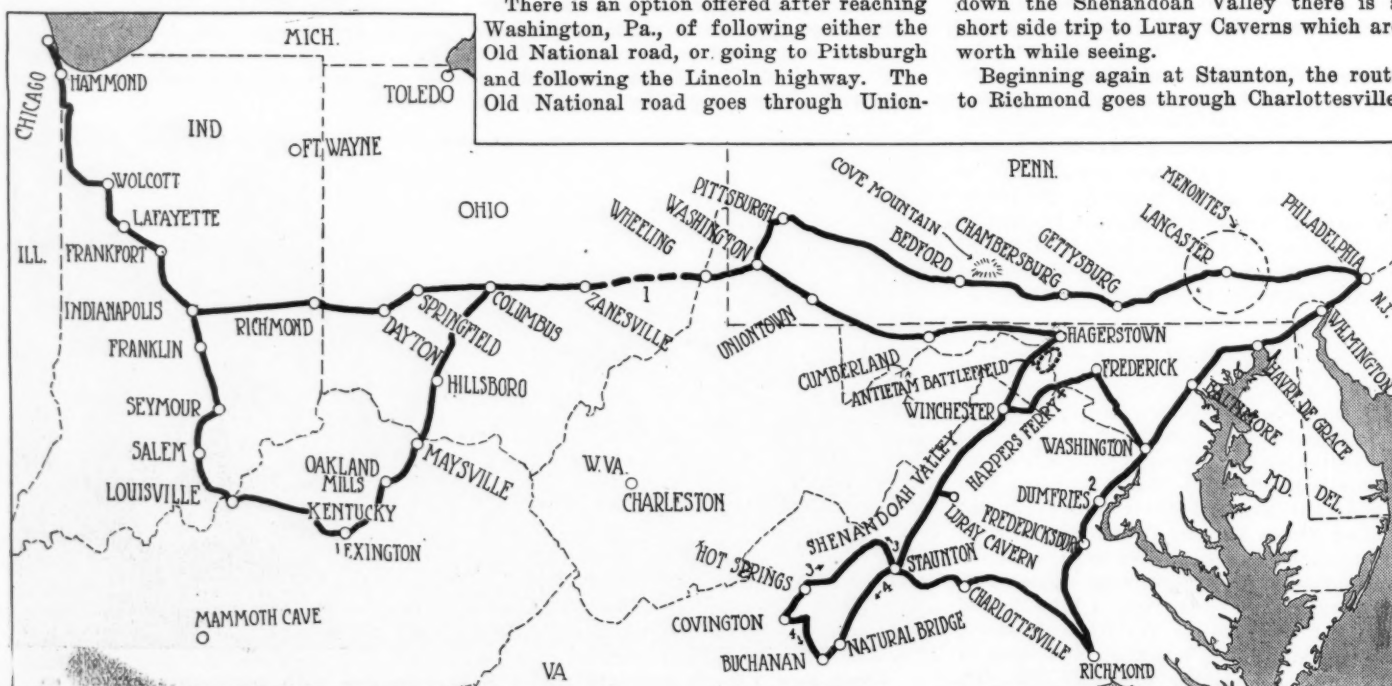 There is an option offered after reaching
Washington, Pa., of following either the
Old National road, or going to Pittsburgh
and following the Lincoln highway. The
Old National road goes through Union-
down the Shenandoah Valley there is a
short side trip to Luray Caverns which ar
worth while seeing.
Beginning again at Staunton, the rout
to Richmond goes through Charlottesville
MICH.
CHICAGO
HAMMOND
TOLEDO
IND
FT. WAYNE
WOLCOTT
LAFAYETTE
OHIO
ILL.
FRANKFORT
INDIANAPOLIS
RICHMOND
DAYTON
SPRINGFIELD
COLUMBUS
ZANESVILLE
1
WHEELING
WASHINGTON
PITTSBURGH
PENN.
COVE MOUNTAIN
BEDFORD
CHAMBERSBURG
GETTYSBURG
MENONITES
LANCASTER
PHILADELPHIA
N.J.
FRANKLIN
SEYMOUR
SALEM
LOUISVILLE
HILLSBORO
MAYSVILLE
OAKLAND
MILLS
KENTUCKY
LEXINGTON
MAMMOTH CAVE
UNIONTOWN
CUMBERLAND
HAGERSTOWN
ANTIETAM BATTLEFIELD
FREDERICK
WINCHESTER
HARPERS FERRY
WASHINGTON
WILMINGTON
HAVRE DE GRACE
BALTIMORE
MD.
DEL.
W. VA.
CHARLESTON
SHENANDOAH VALLEY
LURAY CAVERN
DUMFRIES
2
FREDERICKSBURG
HOT SPRINGS
3
3
STAUNTON
4
COVINGTON
4
BUCHANAN
NATURAL BRIDGE
CHARLOTTESVILLE
RICHMOND
VA